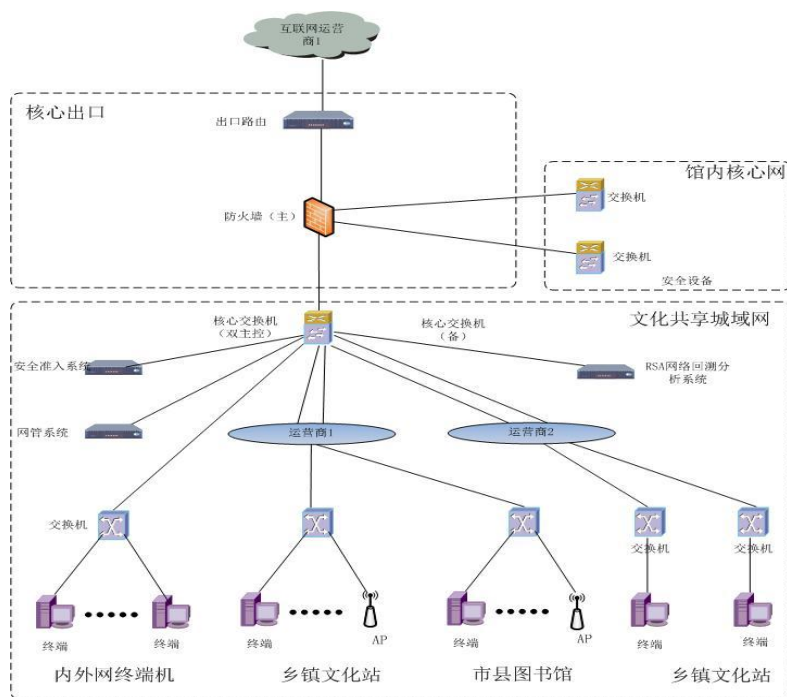 互联网运营
商1
核心出口
出口路由
馆内核心网
交换机
防火墙（主）
交换机
安全设备
核心交换机
（双主控）
核心交换机
（备）
文化共享城域网
安全准入系统
RSA网络回溯分
析系统
网管系统
运营商1
运营商2
交换机
交换机
交换机
终端
终端
终端
AP
终端
AP
终端
终端
内外网终端机
乡镇文化站
市县图书馆
乡镇文化站